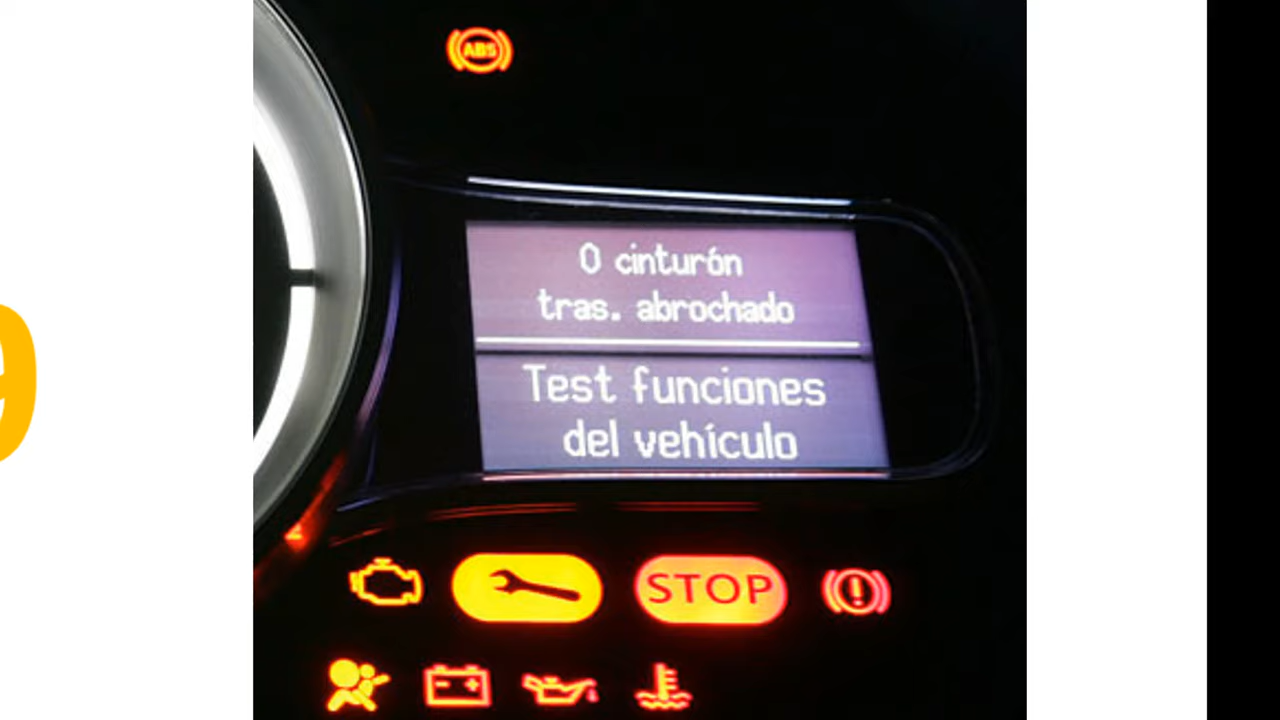 ABS
0 cinturón
tras. abrochado
Test funciones
del vehículo
STOP